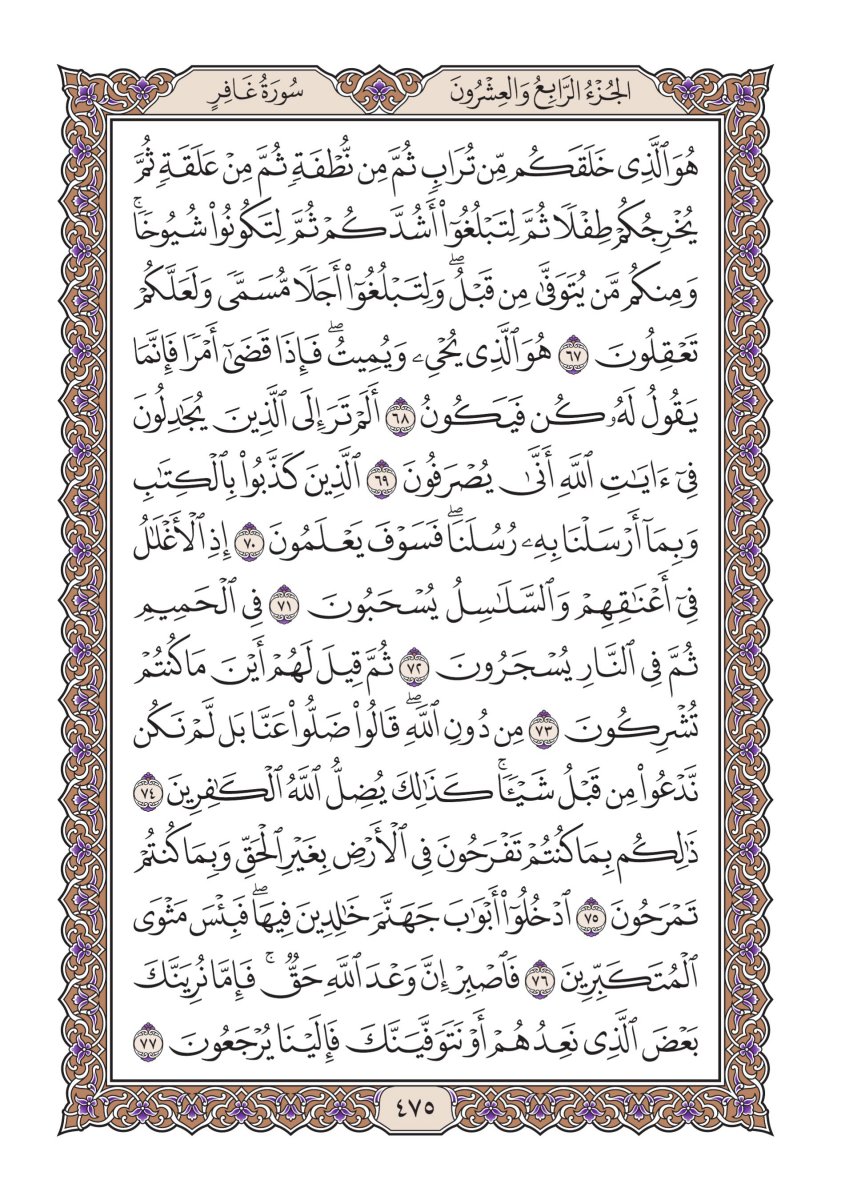 الجُزْءُ الرَّابِعُ وَالعِشْرُونَ سُورَةُ غَافِرٍ
هُوَ ٱلَّذِى خَلَقَكُم مِّن تُرَابٍ ثُمَّ مِن نُّطْفَةٍ ثُمَّ مِنْ عَلَقَةٍ ثُمَّ
يُخْرِجُكُمْ طِفْلًا ثُمَّ لِتَبْلُغُوٓا۟ أَشُدَّكُمْ ثُمَّ لِتَكُونُوا۟ شُيُوخًا ۚ
وَمِنكُم مَّن يُتَوَفَّىٰ مِن قَبْلُ ۖ وَلِتَبْلُغُوٓا۟ أَجَلًا مُّسَمًّى وَلَعَلَّكُمْ
تَعْقِلُونَ ٦٧ هُوَ ٱلَّذِى يُحْىِۦ وَيُمِيتُ ۖ فَإِذَا قَضَىٰٓ أَمْرًا فَإِنَّمَا
يَقُولُ لَهُۥ كُن فَيَكُونُ ٦٨ أَلَمْ تَرَ إِلَى ٱلَّذِينَ يُجَٰدِلُونَ
فِىٓ ءَايَٰتِ ٱللَّهِ أَنَّىٰ يُصْرَفُونَ ٦٩ ٱلَّذِينَ كَذَّبُوا۟ بِٱلْكِتَٰبِ
وَبِمَآ أَرْسَلْنَا بِهِۦ رُسُلَنَا ۖ فَسَوْفَ يَعْلَمُونَ ٧٠ إِذِ ٱلْأَغْلَٰلُ
فِىٓ أَعْنَٰقِهِمْ وَٱلسَّلَٰسِلُ يُسْحَبُونَ ٧١ فِى ٱلْحَمِيمِ
ثُمَّ فِى ٱلنَّارِ يُسْجَرُونَ ٧٢ ثُمَّ قِيلَ لَهُمْ أَيْنَ مَا كُنتُمْ
تُشْرِكُونَ ٧٣ مِن دُونِ ٱللَّهِ ۖ قَالُوا۟ ضَلُّوا۟ عَنَّا بَل لَّمْ نَكُن
نَّدْعُوا۟ مِن قَبْلُ شَيْـًٔا ۚ كَذَٰلِكَ يُضِلُّ ٱللَّهُ ٱلْكَٰفِرِينَ ٧٤
ذَٰلِكُم بِمَا كُنتُمْ تَفْرَحُونَ فِى ٱلْأَرْضِ بِغَيْرِ ٱلْحَقِّ وَبِمَا كُنتُمْ
تَمْرَحُونَ ٧٥ ٱدْخُلُوٓا۟ أَبْوَٰبَ جَهَنَّمَ خَٰلِدِينَ فِيهَا ۖ فَبِئْسَ مَثْوَى
ٱلْمُتَكَبِّرِينَ ٧٦ فَٱصْبِرْ إِنَّ وَعْدَ ٱللَّهِ حَقٌّ ۚ فَإِمَّا نُرِيَنَّكَ
بَعْضَ ٱلَّذِى نَعِدُهُمْ أَوْ نَتَوَفَّيَنَّكَ فَإِلَيْنَا يُرْجَعُونَ ٧٧
٤٧٥